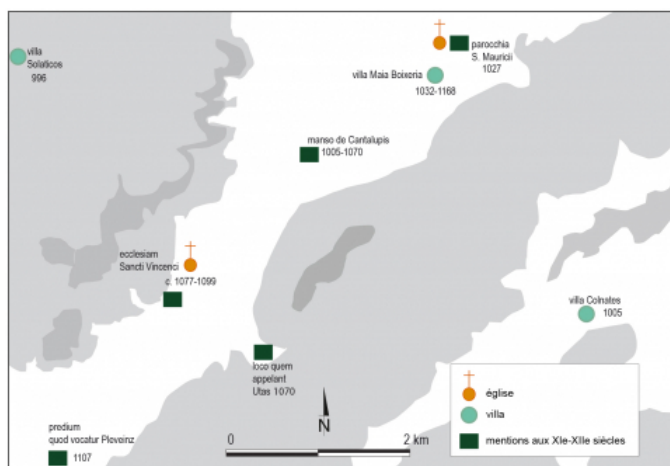 villa
Solaticos
996
parocchia
S. Mauricii
1027
villa Maia Boixeria
1032-1168
manso de Cantalupis
1005-1070
ecclesiam
Sancti Vincenci
c. 1077-1099
villa Colnates
1005
loco quem
appelant
Utas 1070
predium
quod vocatur Pleveinz
1107
N
0 2 km
église
villa
mentions aux XIe-XIIe siècles